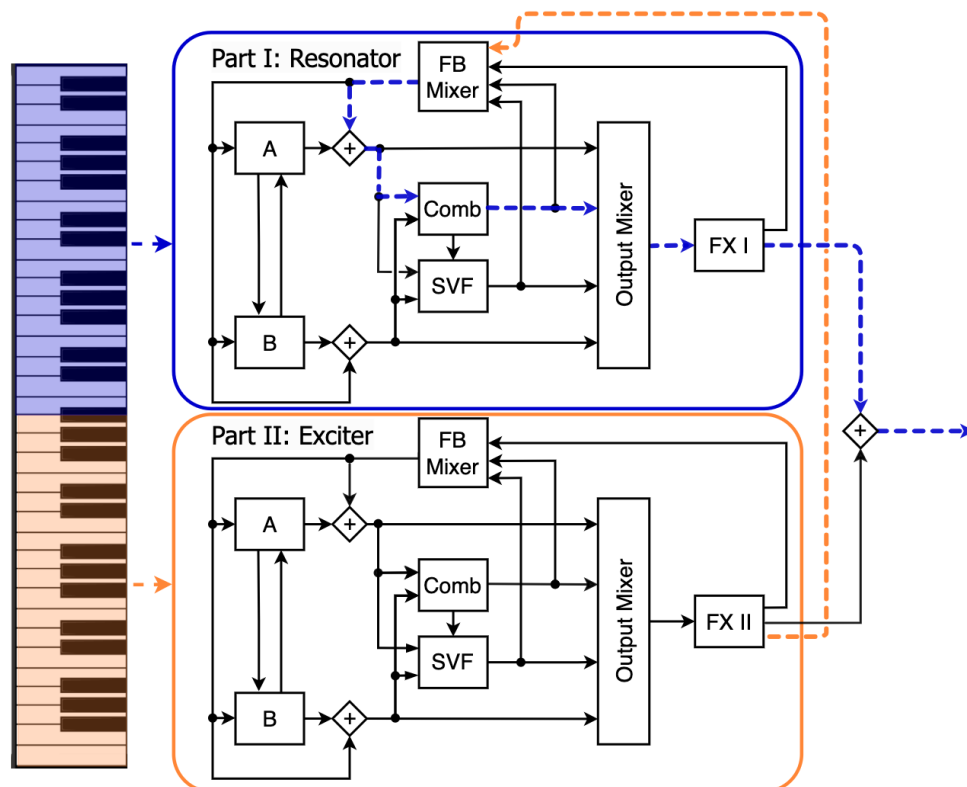 Part I: Resonator
FB
Mixer
A
+
Comb
SVF
B
+
Output Mixer
FX I
+
Part II: Exciter
FB
Mixer
A
+
Comb
SVF
B
+
Output Mixer
FX II